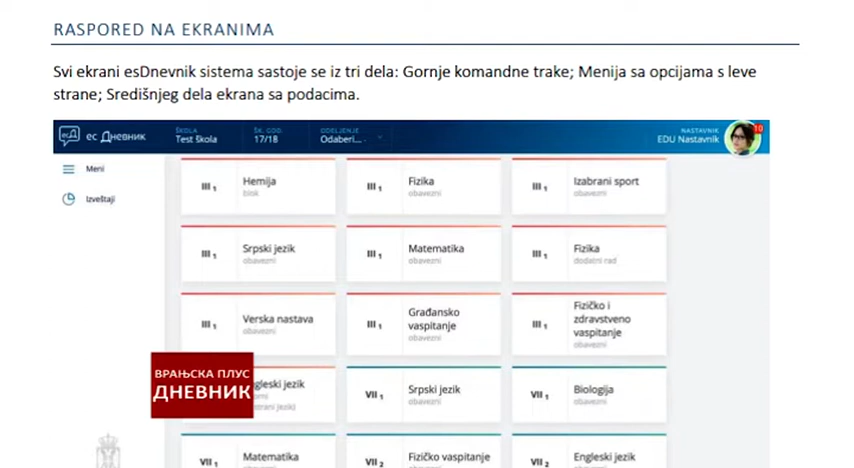 RASPORED NA EKRANIMA
Svi ekrani esDnevnik sistema sastoje se iz tri dela: Gornje komandne trake; Menija sa opcijama s leve
strane; Središnjeg dela ekrana sa podacima.
есД ес Дневник
ŠKOLA
Test škola
ŠK. GOD.
17/18
ODELJENJE
Odaberi...
NASTAVNIK
EDU Nastavnik
10
Meni
Izveštaji
III 1 Hemija
blok
III 1 Fizika
obavezni
III 1 Izabrani sport
obavezni
III 1 Srpski jezik
obavezni
III 1 Matematika
obavezni
III 1 Fizika
dodatni rad
III 1 Verska nastava
obavezni
III 1 Građansko
vaspitanje
obavezni
III 1 Fizičko i
zdravstveno
vaspitanje
obavezni
ВРАЊСКА ПЛУС
ДНЕВНИК
jezik
VII 1 Srpski jezik
obavezni
VII 1 Biologija
obavezni
VII 1 Matematika
VII 2 Fizičko vaspitanje
obavezni
VII 2 Engleski jezik
obavezni